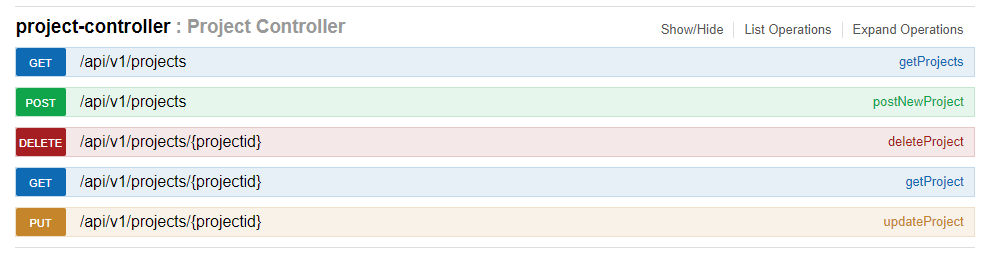 project-controller : Project Controller Show/Hide List Operations Expand Operations
GET /api/v1/projects getProjects
POST /api/v1/projects postNewProject
DELETE /api/v1/projects/{projectid} deleteProject
GET /api/v1/projects/{projectid} getProject
PUT /api/v1/projects/{projectid} updateProject